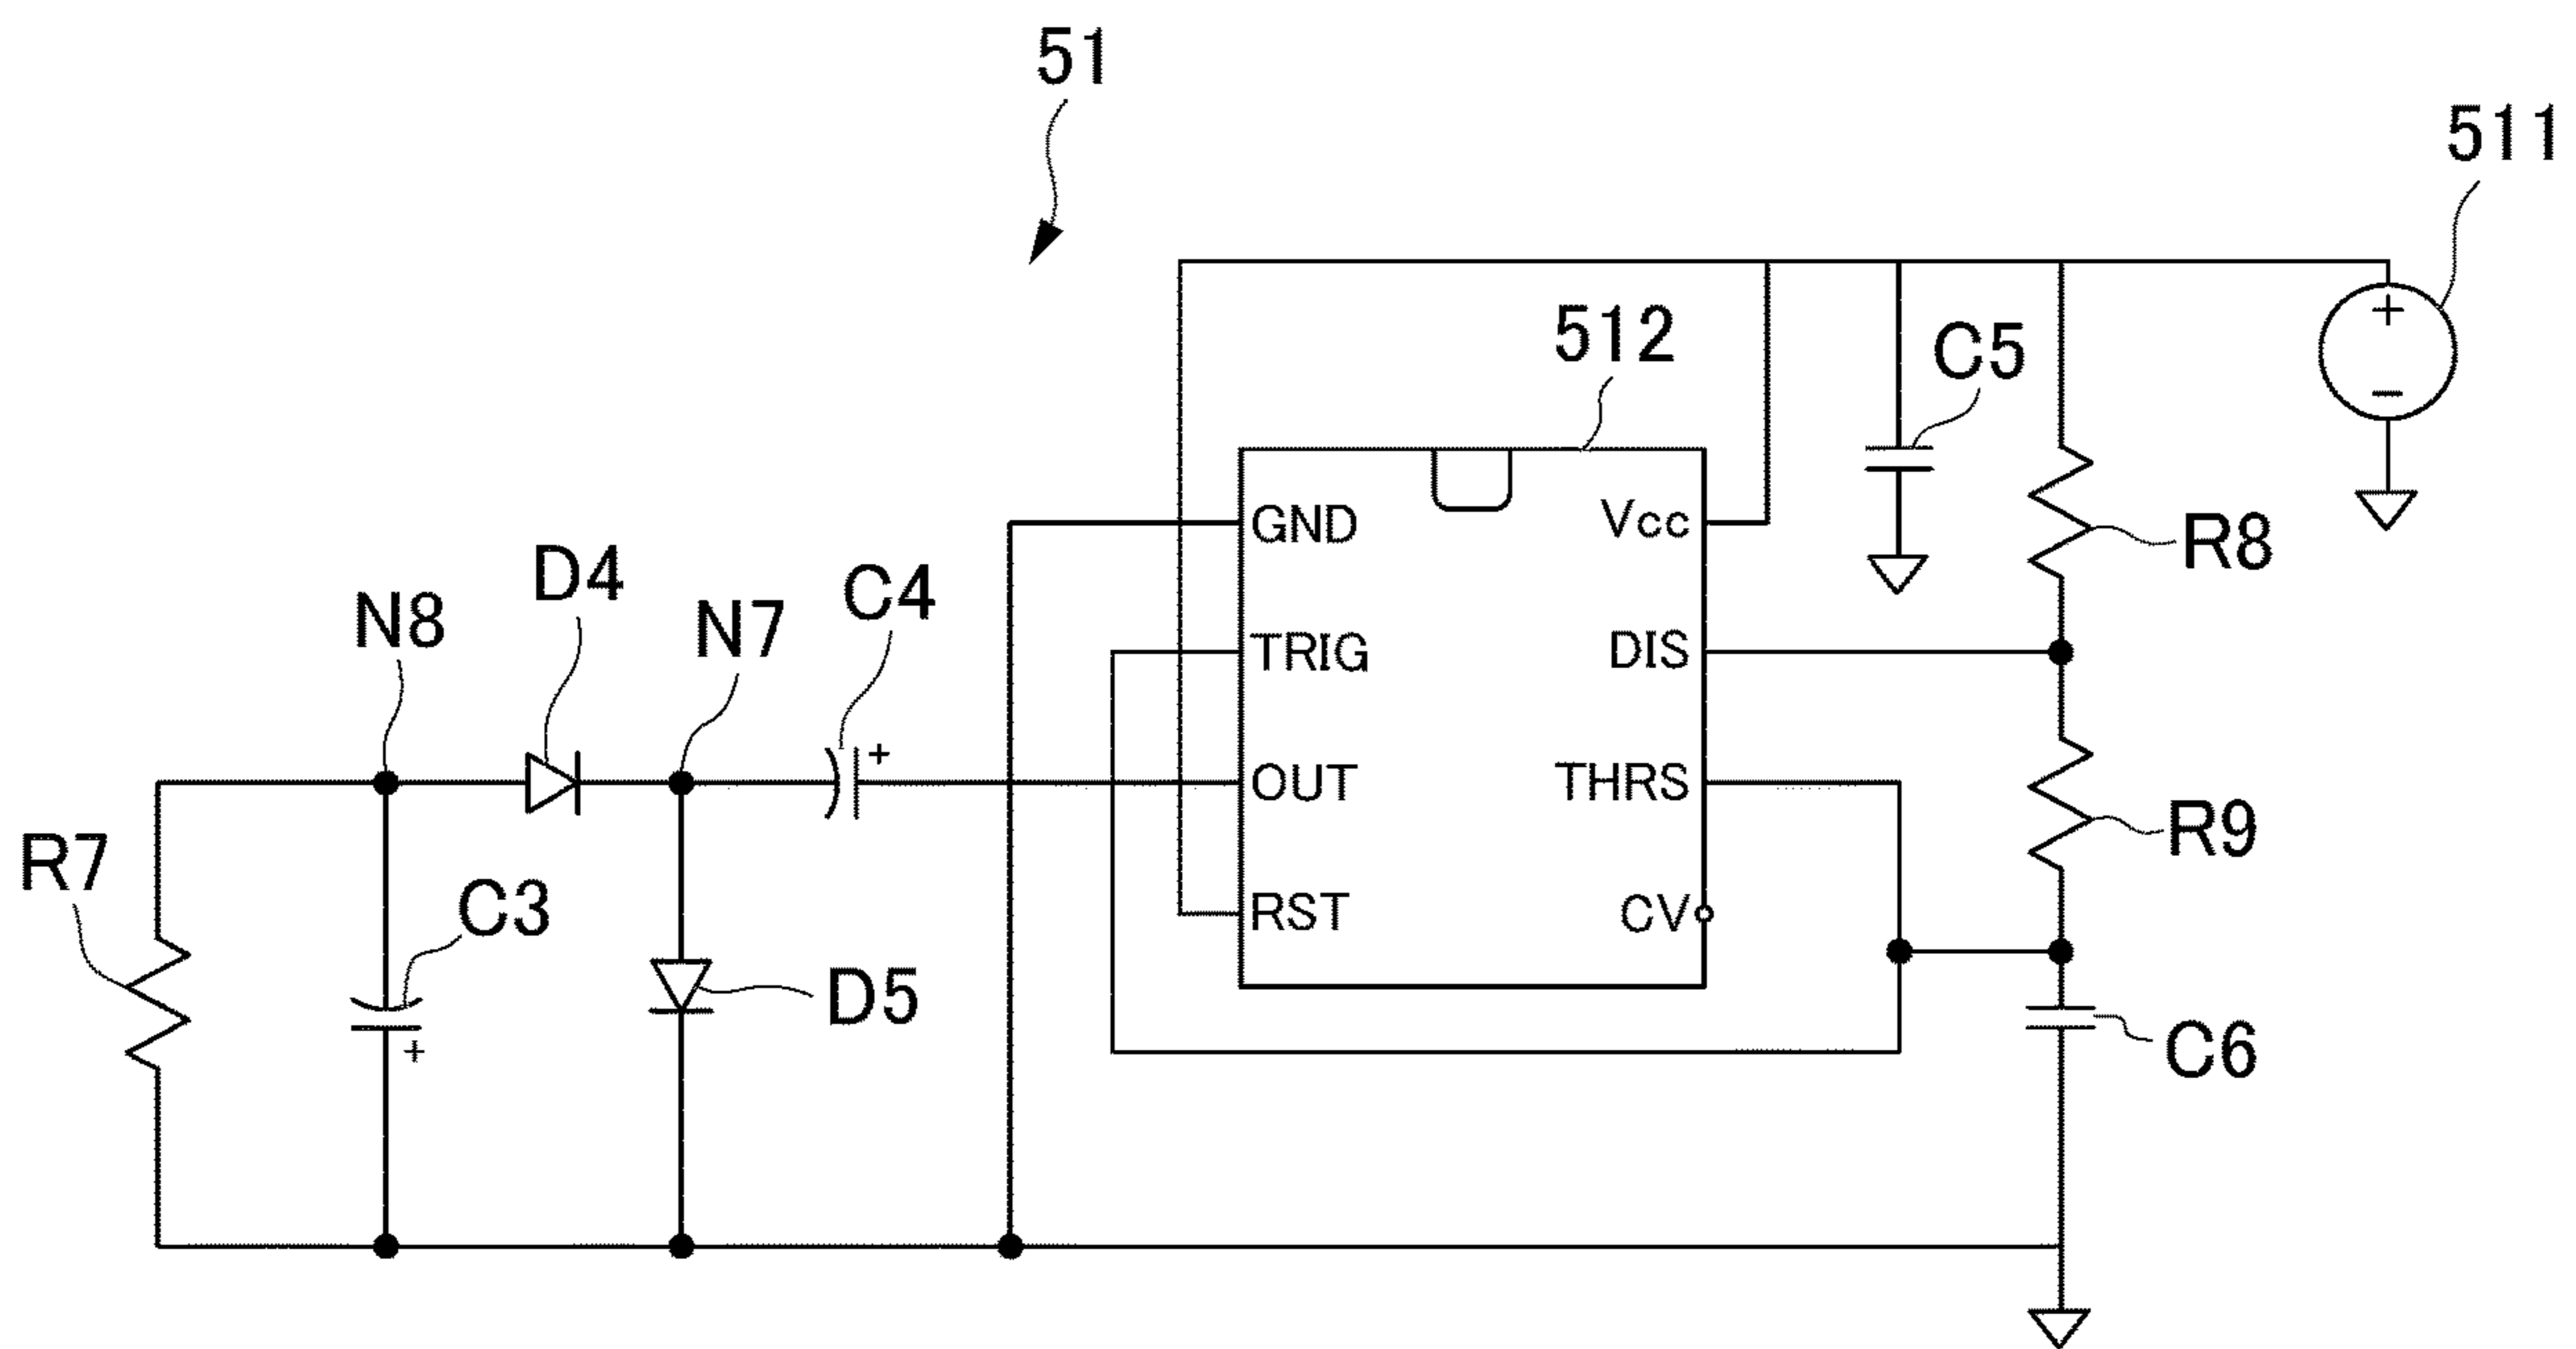 51
511
512
C5
GND
Vcc
R8
D4
C4
N8
N7
TRIG
DIS
+
OUT
THRS
R9
R7
C3
RST
CV
D5
+
C6
+
−